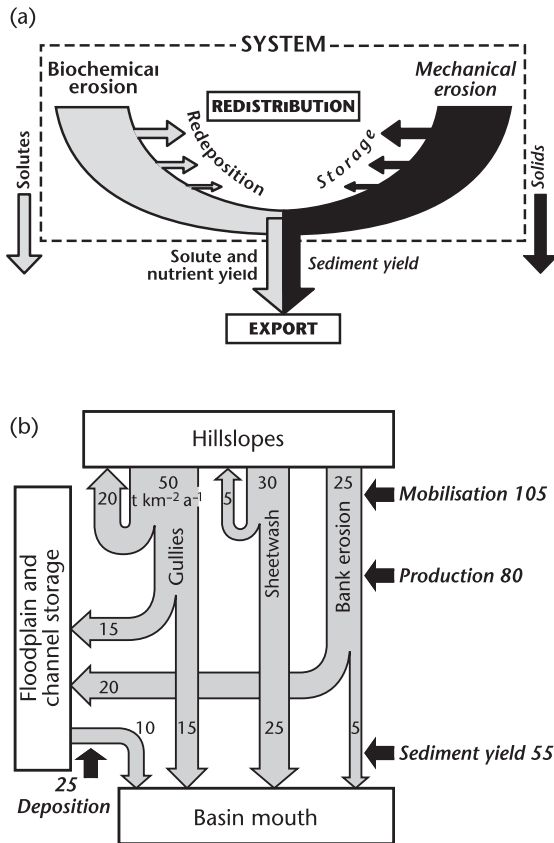 (a)
SYSTEM
Biochemical
erosion
Mechanical
erosion
REDISTRIBUTION
Redeposition
Storage
Solutes
Solids
Solute and
nutrient yield
Sediment yield
EXPORT
(b)
Hillslopes
20
50
t km⁻² a⁻¹
5
30
25
Mobilisation 105
Gullies
Sheetwash
Bank erosion
Production 80
Floodplain and
channel storage
15
20
10
15
25
5
Sediment yield 55
25
Deposition
Basin mouth